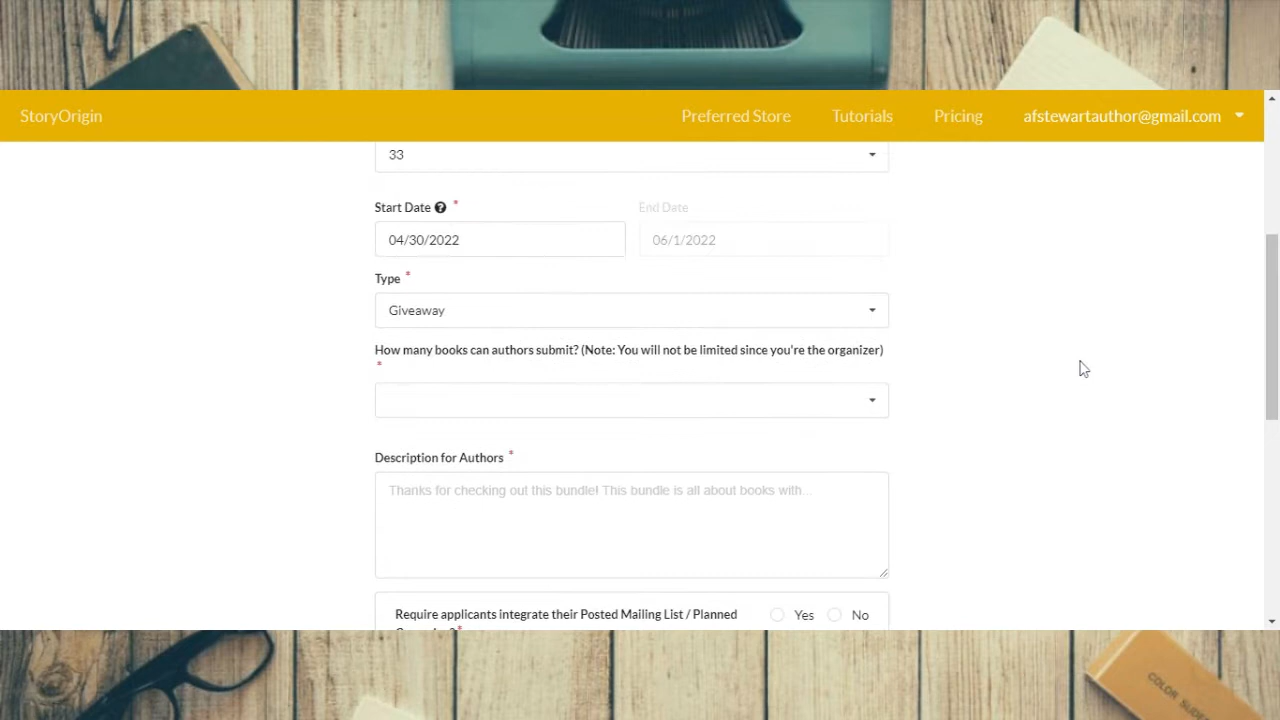 StoryOrigin Preferred Store Tutorials Pricing afstewartauthor@gmail.com
33
Start Date * End Date
04/30/2022 06/1/2022
Type *
Giveaway
How many books can authors submit? (Note: You will not be limited since you're the organizer)
*
Description for Authors *
Thanks for checking out this bundle! This bundle is all about books with...
Require applicants integrate their Posted Mailing List / Planned Yes No
COLOR